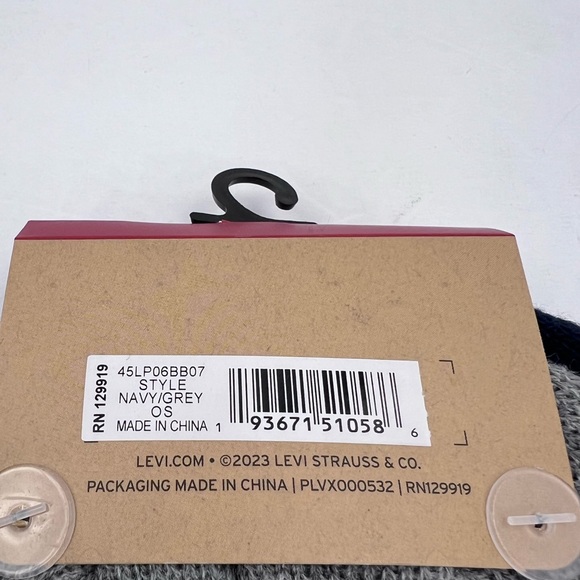 RN 129919
45LP06BB07
STYLE
NAVY/GREY
OS
MADE IN CHINA
1 93671 51058 6
LEVI.COM • ©2023 LEVI STRAUSS & CO.
PACKAGING MADE IN CHINA | PLVX000532 | RN129919